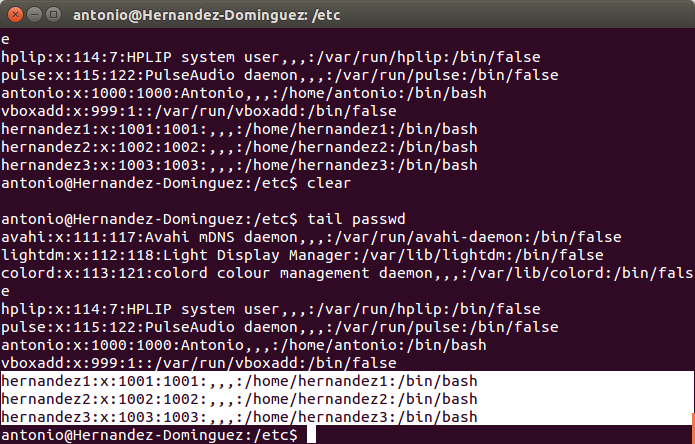 antonio@Hernandez-Dominguez: /etc
e
hplip:x:114:7:HPLIP system user,,,:/var/run/hplip:/bin/false
pulse:x:115:122:PulseAudio daemon,,,:/var/run/pulse:/bin/false
antonio:x:1000:1000:Antonio,,,:/home/antonio:/bin/bash
vboxadd:x:999:1::/var/run/vboxadd:/bin/false
hernandez1:x:1001:1001:,,,:/home/hernandez1:/bin/bash
hernandez2:x:1002:1002:,,,:/home/hernandez2:/bin/bash
hernandez3:x:1003:1003:,,,:/home/hernandez3:/bin/bash
antonio@Hernandez-Dominguez:/etc$ clear
antonio@Hernandez-Dominguez:/etc$ tail passwd
avahi:x:111:117:Avahi mDNS daemon,,,:/var/run/avahi-daemon:/bin/false
lightdm:x:112:118:Light Display Manager:/var/lib/lightdm:/bin/false
colord:x:113:121:colord colour management daemon,,,:/var/lib/colord:/bin/fals
e
hplip:x:114:7:HPLIP system user,,,:/var/run/hplip:/bin/false
pulse:x:115:122:PulseAudio daemon,,,:/var/run/pulse:/bin/false
antonio:x:1000:1000:Antonio,,,:/home/antonio:/bin/bash
vboxadd:x:999:1::/var/run/vboxadd:/bin/false
hernandez1:x:1001:1001:,,,:/home/hernandez1:/bin/bash
hernandez2:x:1002:1002:,,,:/home/hernandez2:/bin/bash
hernandez3:x:1003:1003:,,,:/home/hernandez3:/bin/bash
antonio@Hernandez-Dominguez:/etc$